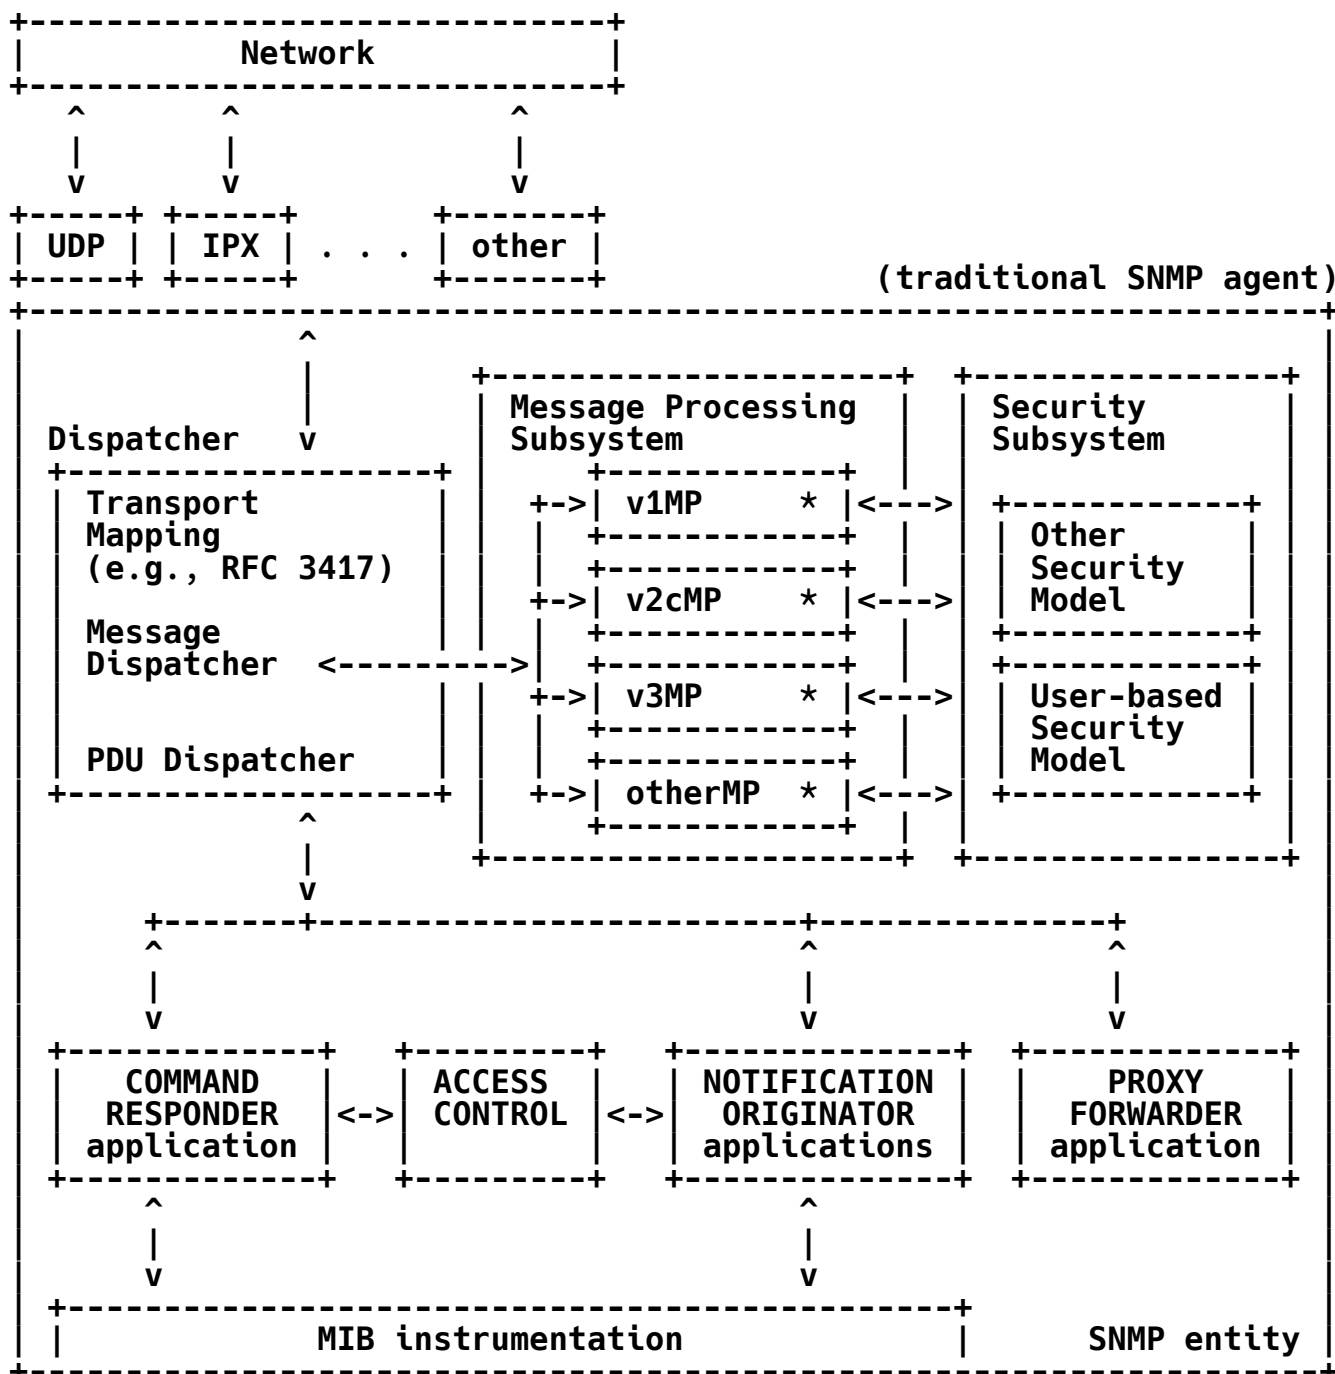 Network
UDP IPX . . . other
(traditional SNMP agent)
Message Processing Security
Dispatcher Subsystem Subsystem
Transport v1MP *
Mapping Other
(e.g., RFC 3417) Security
v2cMP * Model
Message
Dispatcher
v3MP * User-based
Security
PDU Dispatcher Model
otherMP *
COMMAND ACCESS NOTIFICATION PROXY
RESPONDER CONTROL ORIGINATOR FORWARDER
application applications application
MIB instrumentation SNMP entity